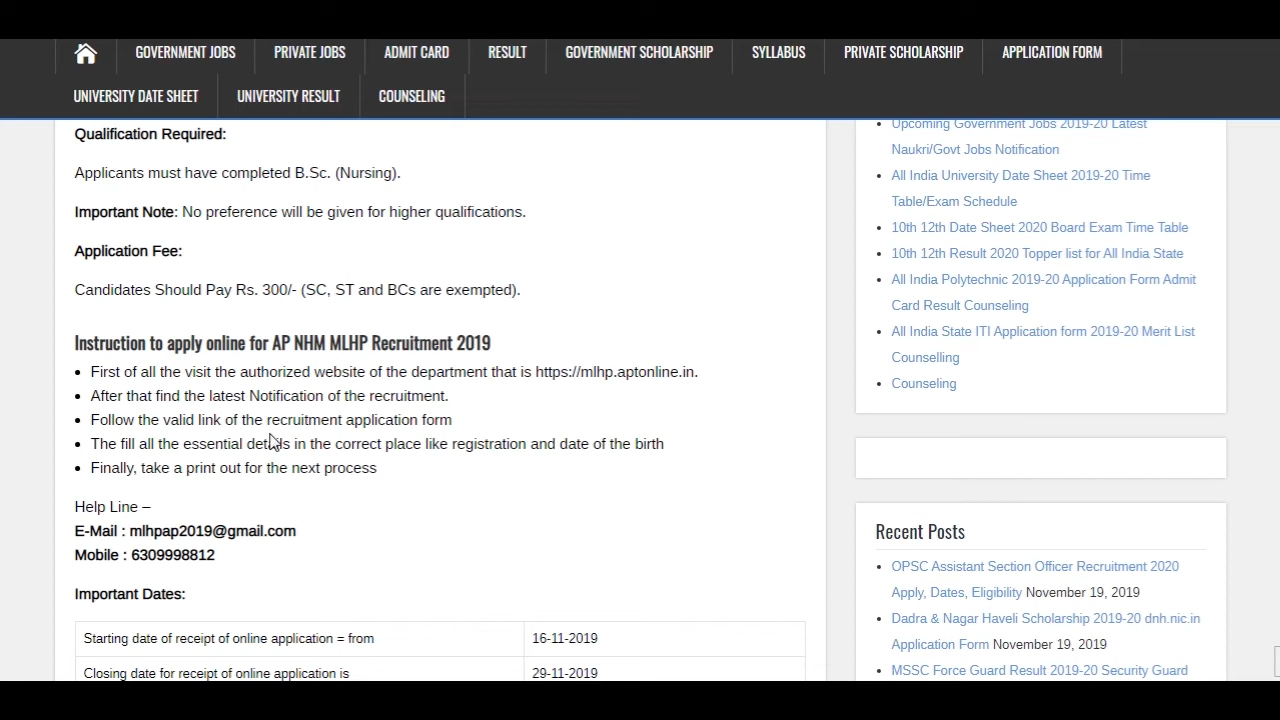 GOVERNMENT JOBS PRIVATE JOBS ADMIT CARD RESULT GOVERNMENT SCHOLARSHIP SYLLABUS PRIVATE SCHOLARSHIP APPLICATION FORM
UNIVERSITY DATE SHEET UNIVERSITY RESULT COUNSELING
Qualification Required:
Applicants must have completed B.Sc. (Nursing).
Important Note: No preference will be given for higher qualifications.
Application Fee:
Candidates Should Pay Rs. 300/- (SC, ST and BCs are exempted).
Instruction to apply online for AP NHM MLHP Recruitment 2019
First of all the visit the authorized website of the department that is https://mlhp.aptonline.in.
After that find the latest Notification of the recruitment.
Follow the valid link of the recruitment application form
The fill all the essential details in the correct place like registration and date of the birth
Finally, take a print out for the next process
Help Line –
E-Mail : mlhpap2019@gmail.com
Mobile : 6309998812
Important Dates:
Starting date of receipt of online application = from 16-11-2019
Closing date for receipt of online application is 29-11-2019
Upcoming Government Jobs 2019-20 Latest
Naukri/Govt Jobs Notification
All India University Date Sheet 2019-20 Time
Table/Exam Schedule
10th 12th Date Sheet 2020 Board Exam Time Table
10th 12th Result 2020 Topper list for All India State
All India Polytechnic 2019-20 Application Form Admit
Card Result Counseling
All India State ITI Application form 2019-20 Merit List
Counselling
Counseling
Recent Posts
OPSC Assistant Section Officer Recruitment 2020
Apply, Dates, Eligibility November 19, 2019
Dadra & Nagar Haveli Scholarship 2019-20 dnh.nic.in
Application Form November 19, 2019
MSSC Force Guard Result 2019-20 Security Guard